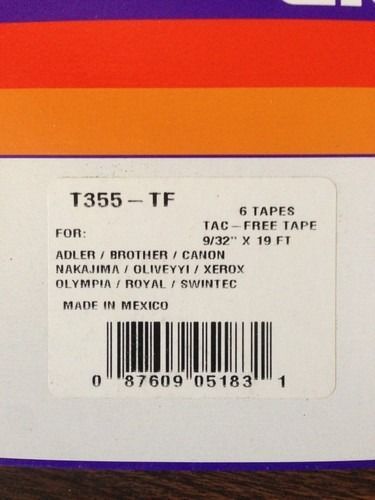 T355 – TF
6 TAPES
TAC – FREE TAPE
FOR:
9/32" X 19 FT
ADLER / BROTHER / CANON
NAKAJIMA / OLIVEYYI / XEROX
OLYMPIA / ROYAL / SWINTEC
MADE IN MEXICO
0 87609 05183 1